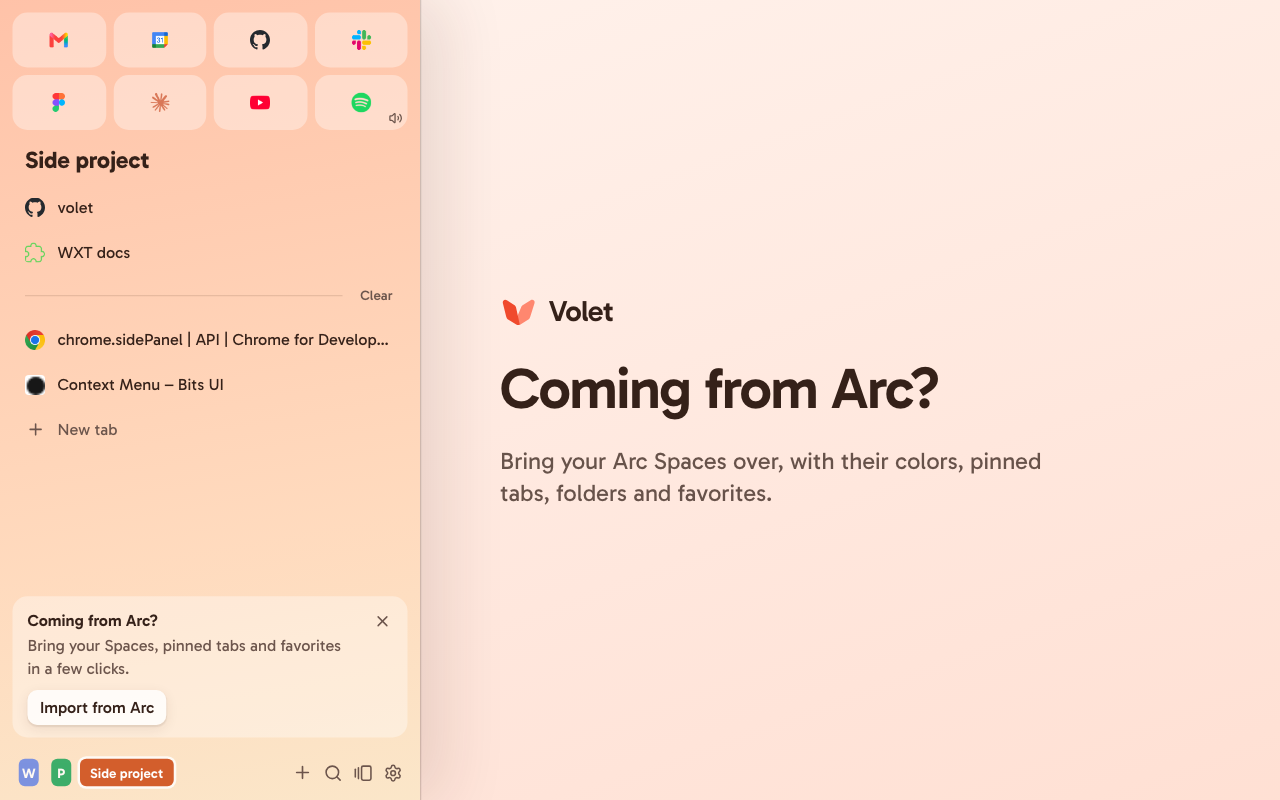 31
Side project
volet
WXT docs
Clear
chrome.sidePanel | API | Chrome for Develop...
Context Menu – Bits UI
New tab
Coming from Arc?
Bring your Spaces, pinned tabs and favorites
in a few clicks.
Import from Arc
W
P
Side project
Volet
Coming from Arc?
Bring your Arc Spaces over, with their colors, pinned
tabs, folders and favorites.